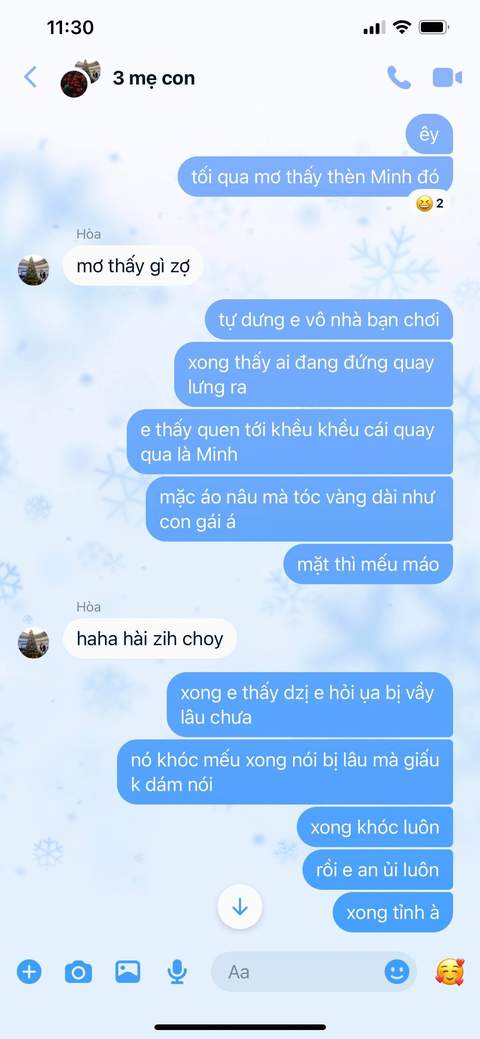 11:30
3 mẹ con
êy
tối qua mơ thấy thèn Minh đó
2
Hòa
mơ thấy gì zợ
tự dưng e vô nhà bạn chơi
xong thấy ai đang đứng quay
lưng ra
e thấy quen tới khều khều cái quay
qua là Minh
mặc áo nâu mà tóc vàng dài như
con gái á
mặt thì mếu máo
Hòa
haha hài zih choy
xong e thấy dzị e hỏi ụa bị vầy
lâu chưa
nó khóc mếu xong nói bị lâu mà giấu
k dám nói
xong khóc luôn
rồi e an ủi luôn
xong tỉnh à
Aa